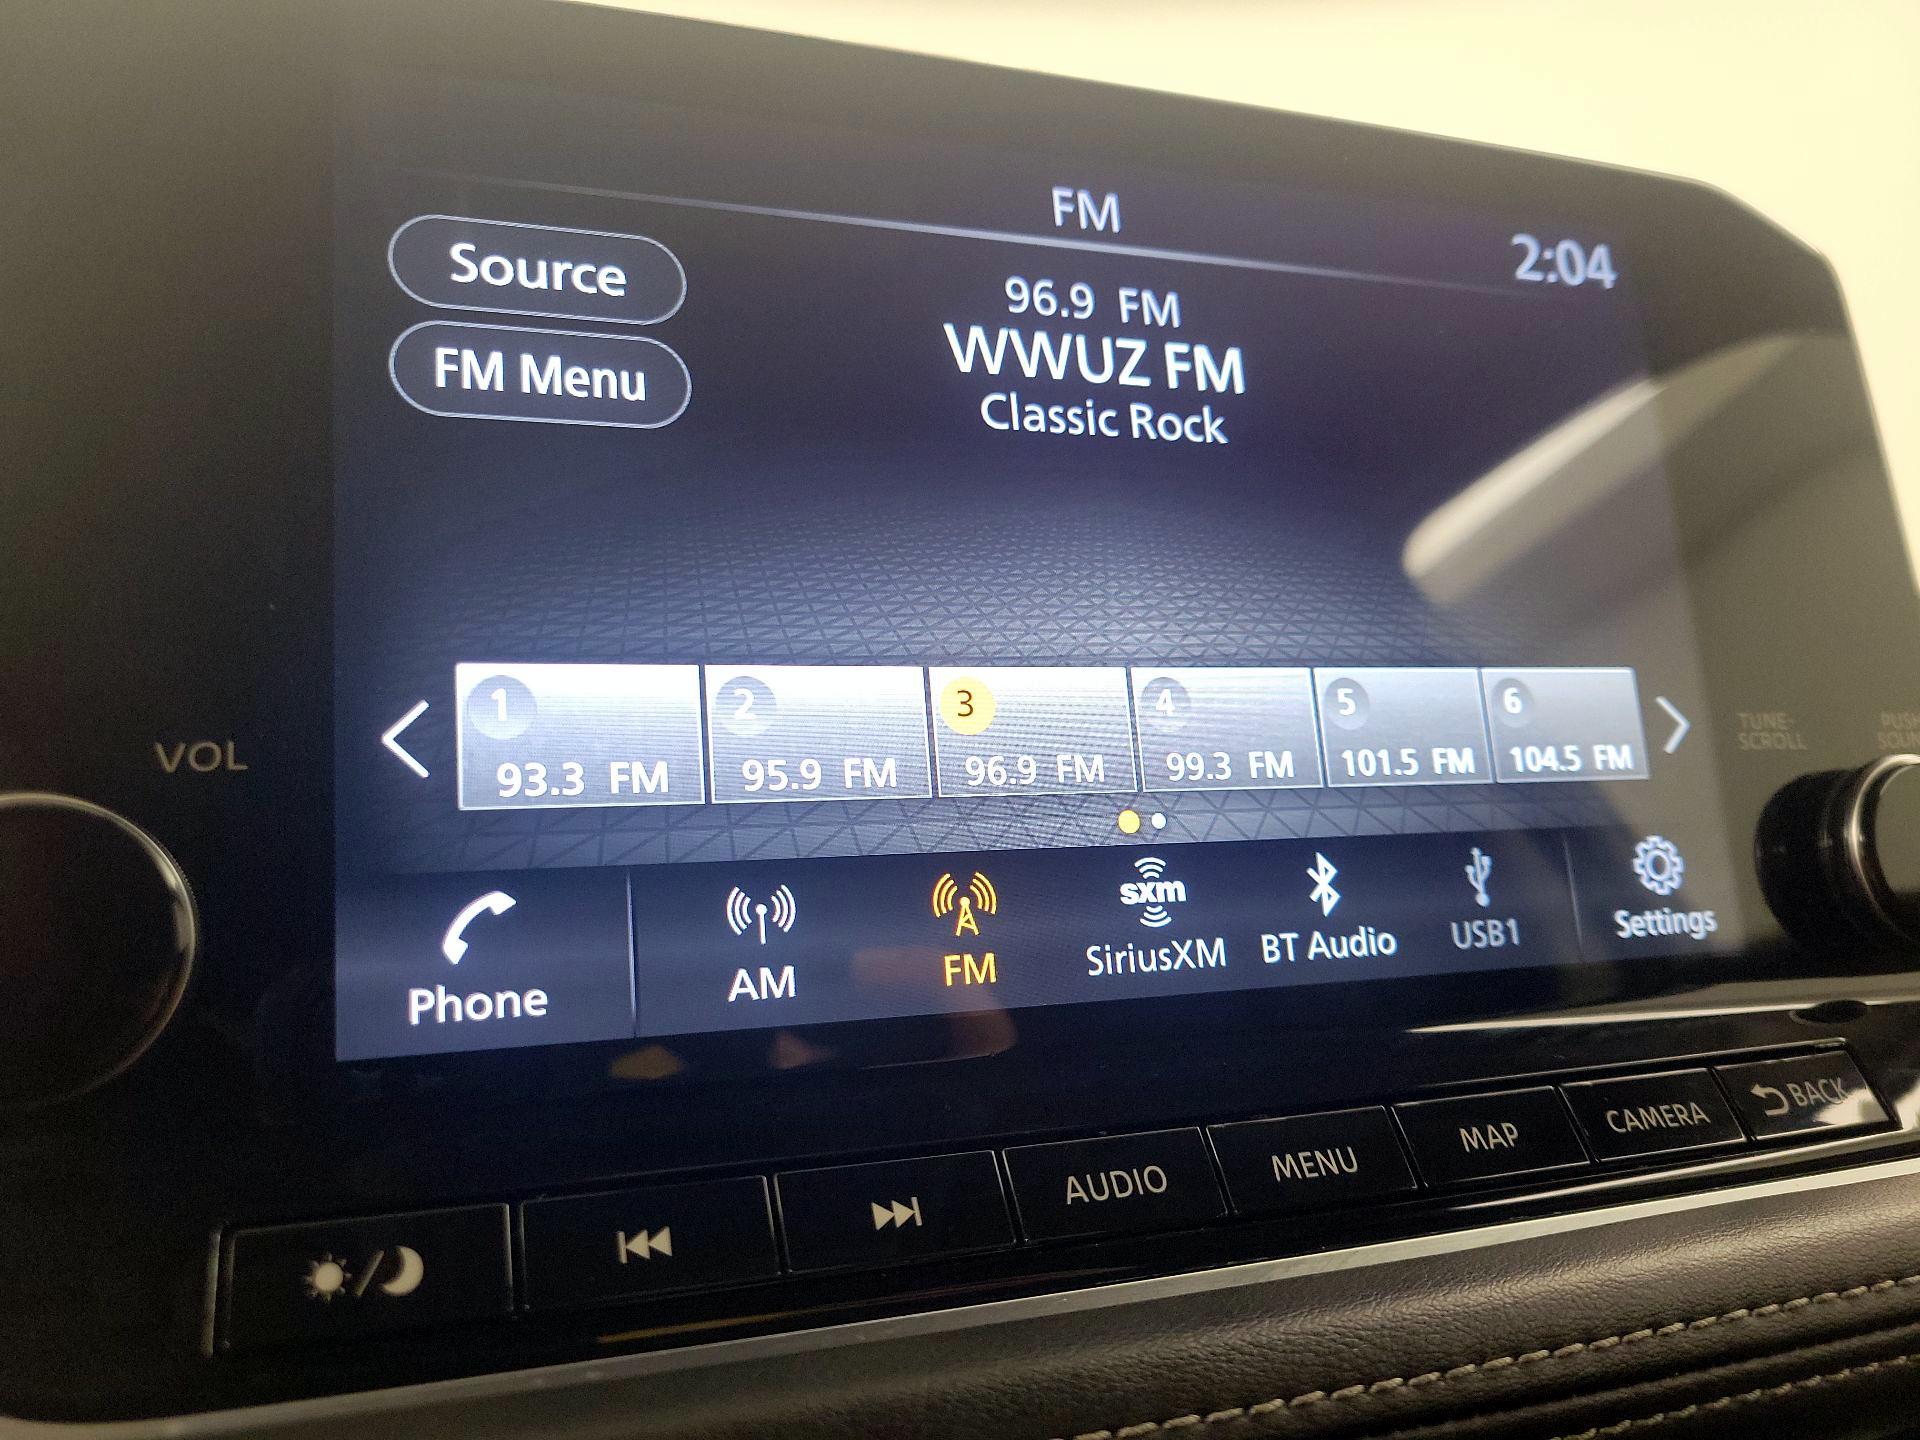 FM
2:04
Source
FM Menu
96.9 FM
WWUZ FM
Classic Rock
1
93.3 FM
2
95.9 FM
3
96.9 FM
4
99.3 FM
5
101.5 FM
6
104.5 FM
VOL
TUNE·
SCROLL
Phone
AM
FM
sxm
SiriusXM
BT Audio
USB1
Settings
AUDIO
MENU
MAP
CAMERA
BACK